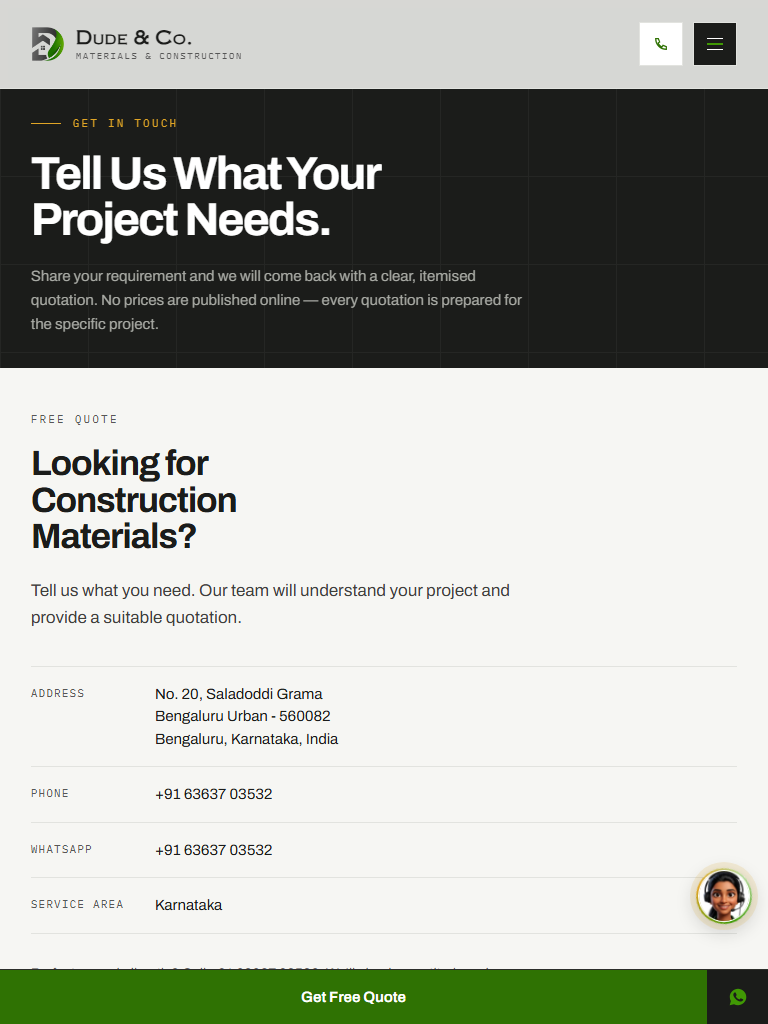 Dude & Co.
MATERIALS & CONSTRUCTION
GET IN TOUCH
Tell Us What Your
Project Needs.
Share your requirement and we will come back with a clear, itemised
quotation. No prices are published online — every quotation is prepared for
the specific project.
FREE QUOTE
Looking for
Construction
Materials?
Tell us what you need. Our team will understand your project and
provide a suitable quotation.
ADDRESS
No. 20, Saladoddi Grama
Bengaluru Urban - 560082
Bengaluru, Karnataka, India
PHONE
+91 63637 03532
WHATSAPP
+91 63637 03532
SERVICE AREA
Karnataka
Get Free Quote